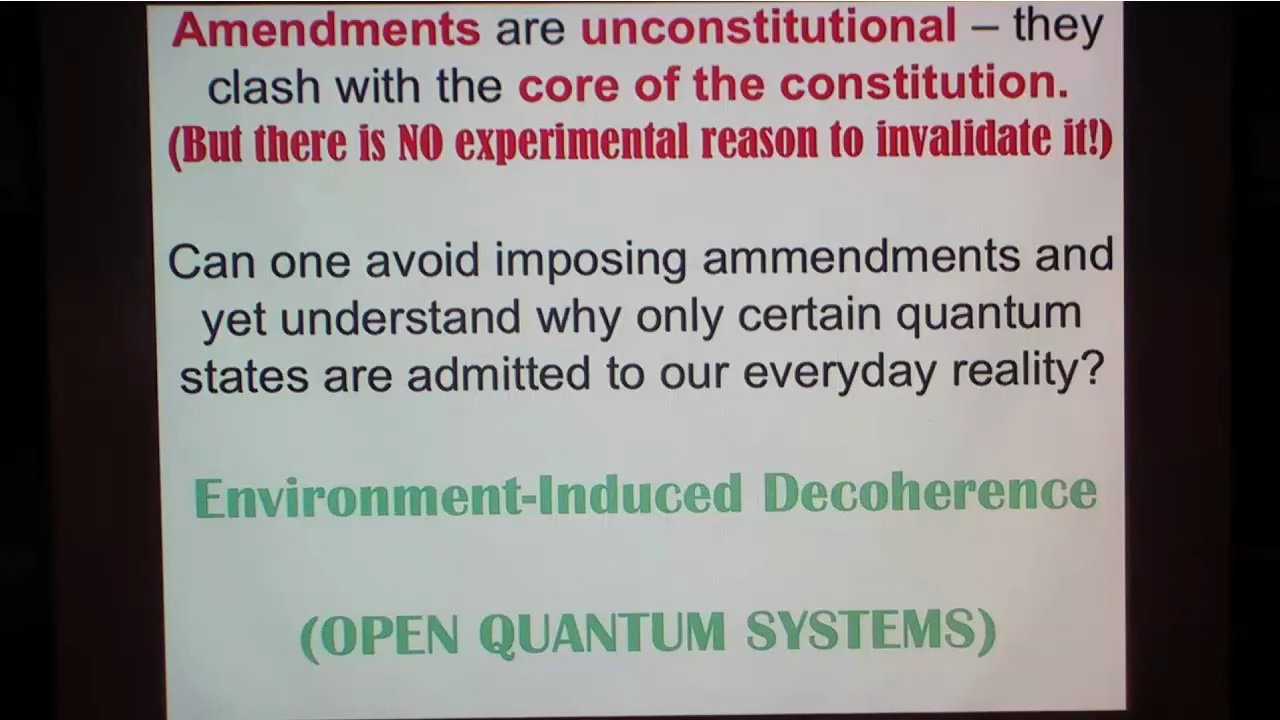 Amendments are unconstitutional – they
clash with the core of the constitution.
(But there is NO experimental reason to invalidate it!)
Can one avoid imposing ammendments and
yet understand why only certain quantum
states are admitted to our everyday reality?
Environment-Induced Decoherence
(OPEN QUANTUM SYSTEMS)